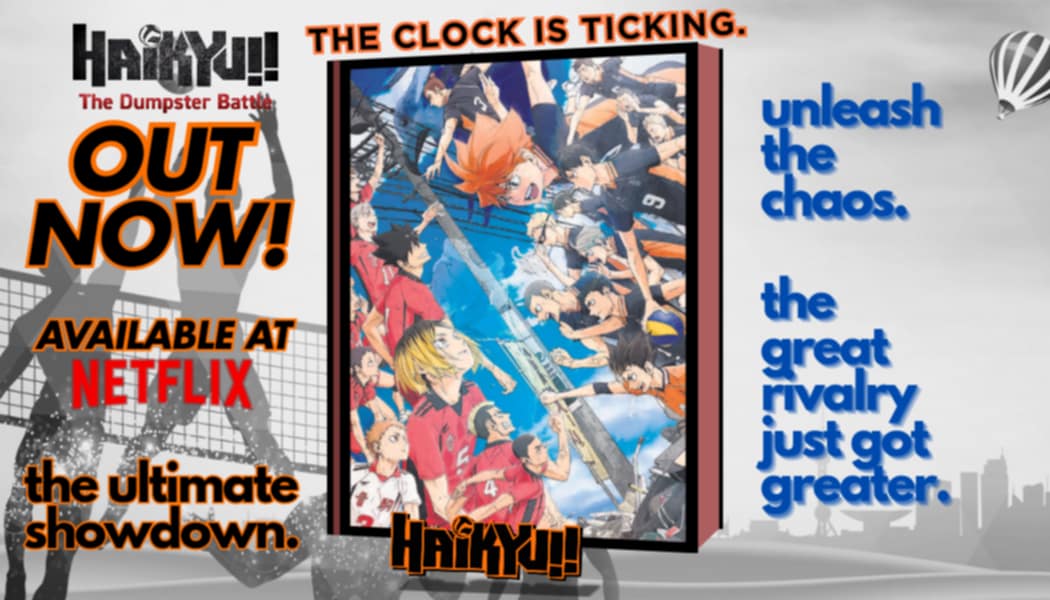 HAIKYU!!
The Dumpster Battle
OUT
NOW!
AVAILABLE AT
NETFLIX
the ultimate
showdown.
THE CLOCK IS TICKING.
HAIKYU!!
unleash
the
chaos.
the
great
rivalry
just got
greater.